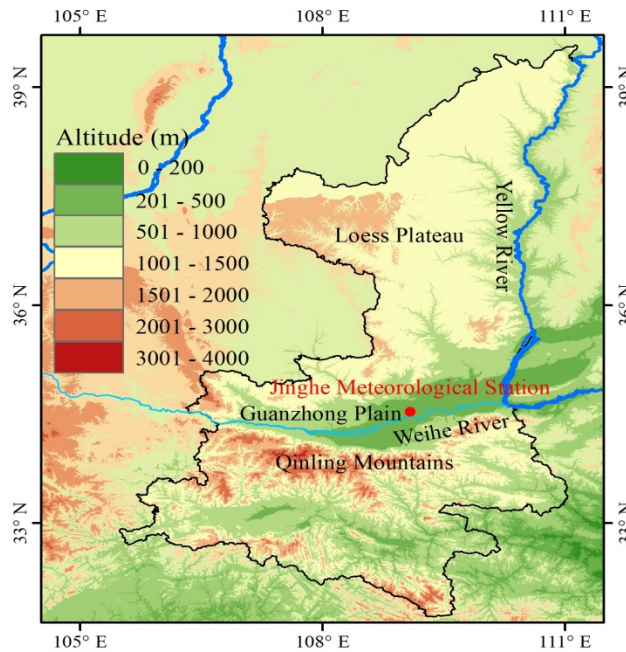 105° E 108° E 111° E
39° N
39° N
Altitude (m)
0 - 200
201 - 500
501 - 1000
1001 - 1500
1501 - 2000
2001 - 3000
3001 - 4000
Loess Plateau
Yellow River
36° N
36° N
Jinghe Meteorological Station
Guanzhong Plain
Weihe River
Qinling Mountains
33° N
33° N
105° E 108° E 111° E